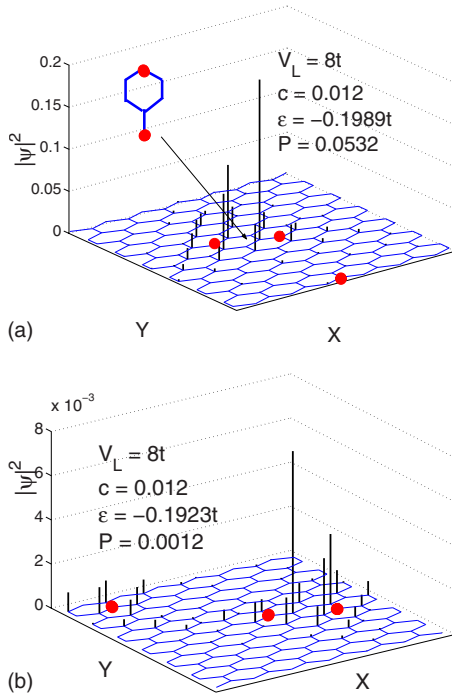 0.2
V_L = 8t
c = 0.012
ε = −0.1989t
P = 0.0532
0.15
0.1
0.05
0
|ψ|^2
Y
X
(a)
x 10^-3
8
6
4
2
0
|ψ|^2
V_L = 8t
c = 0.012
ε = −0.1923t
P = 0.0012
Y
X
(b)